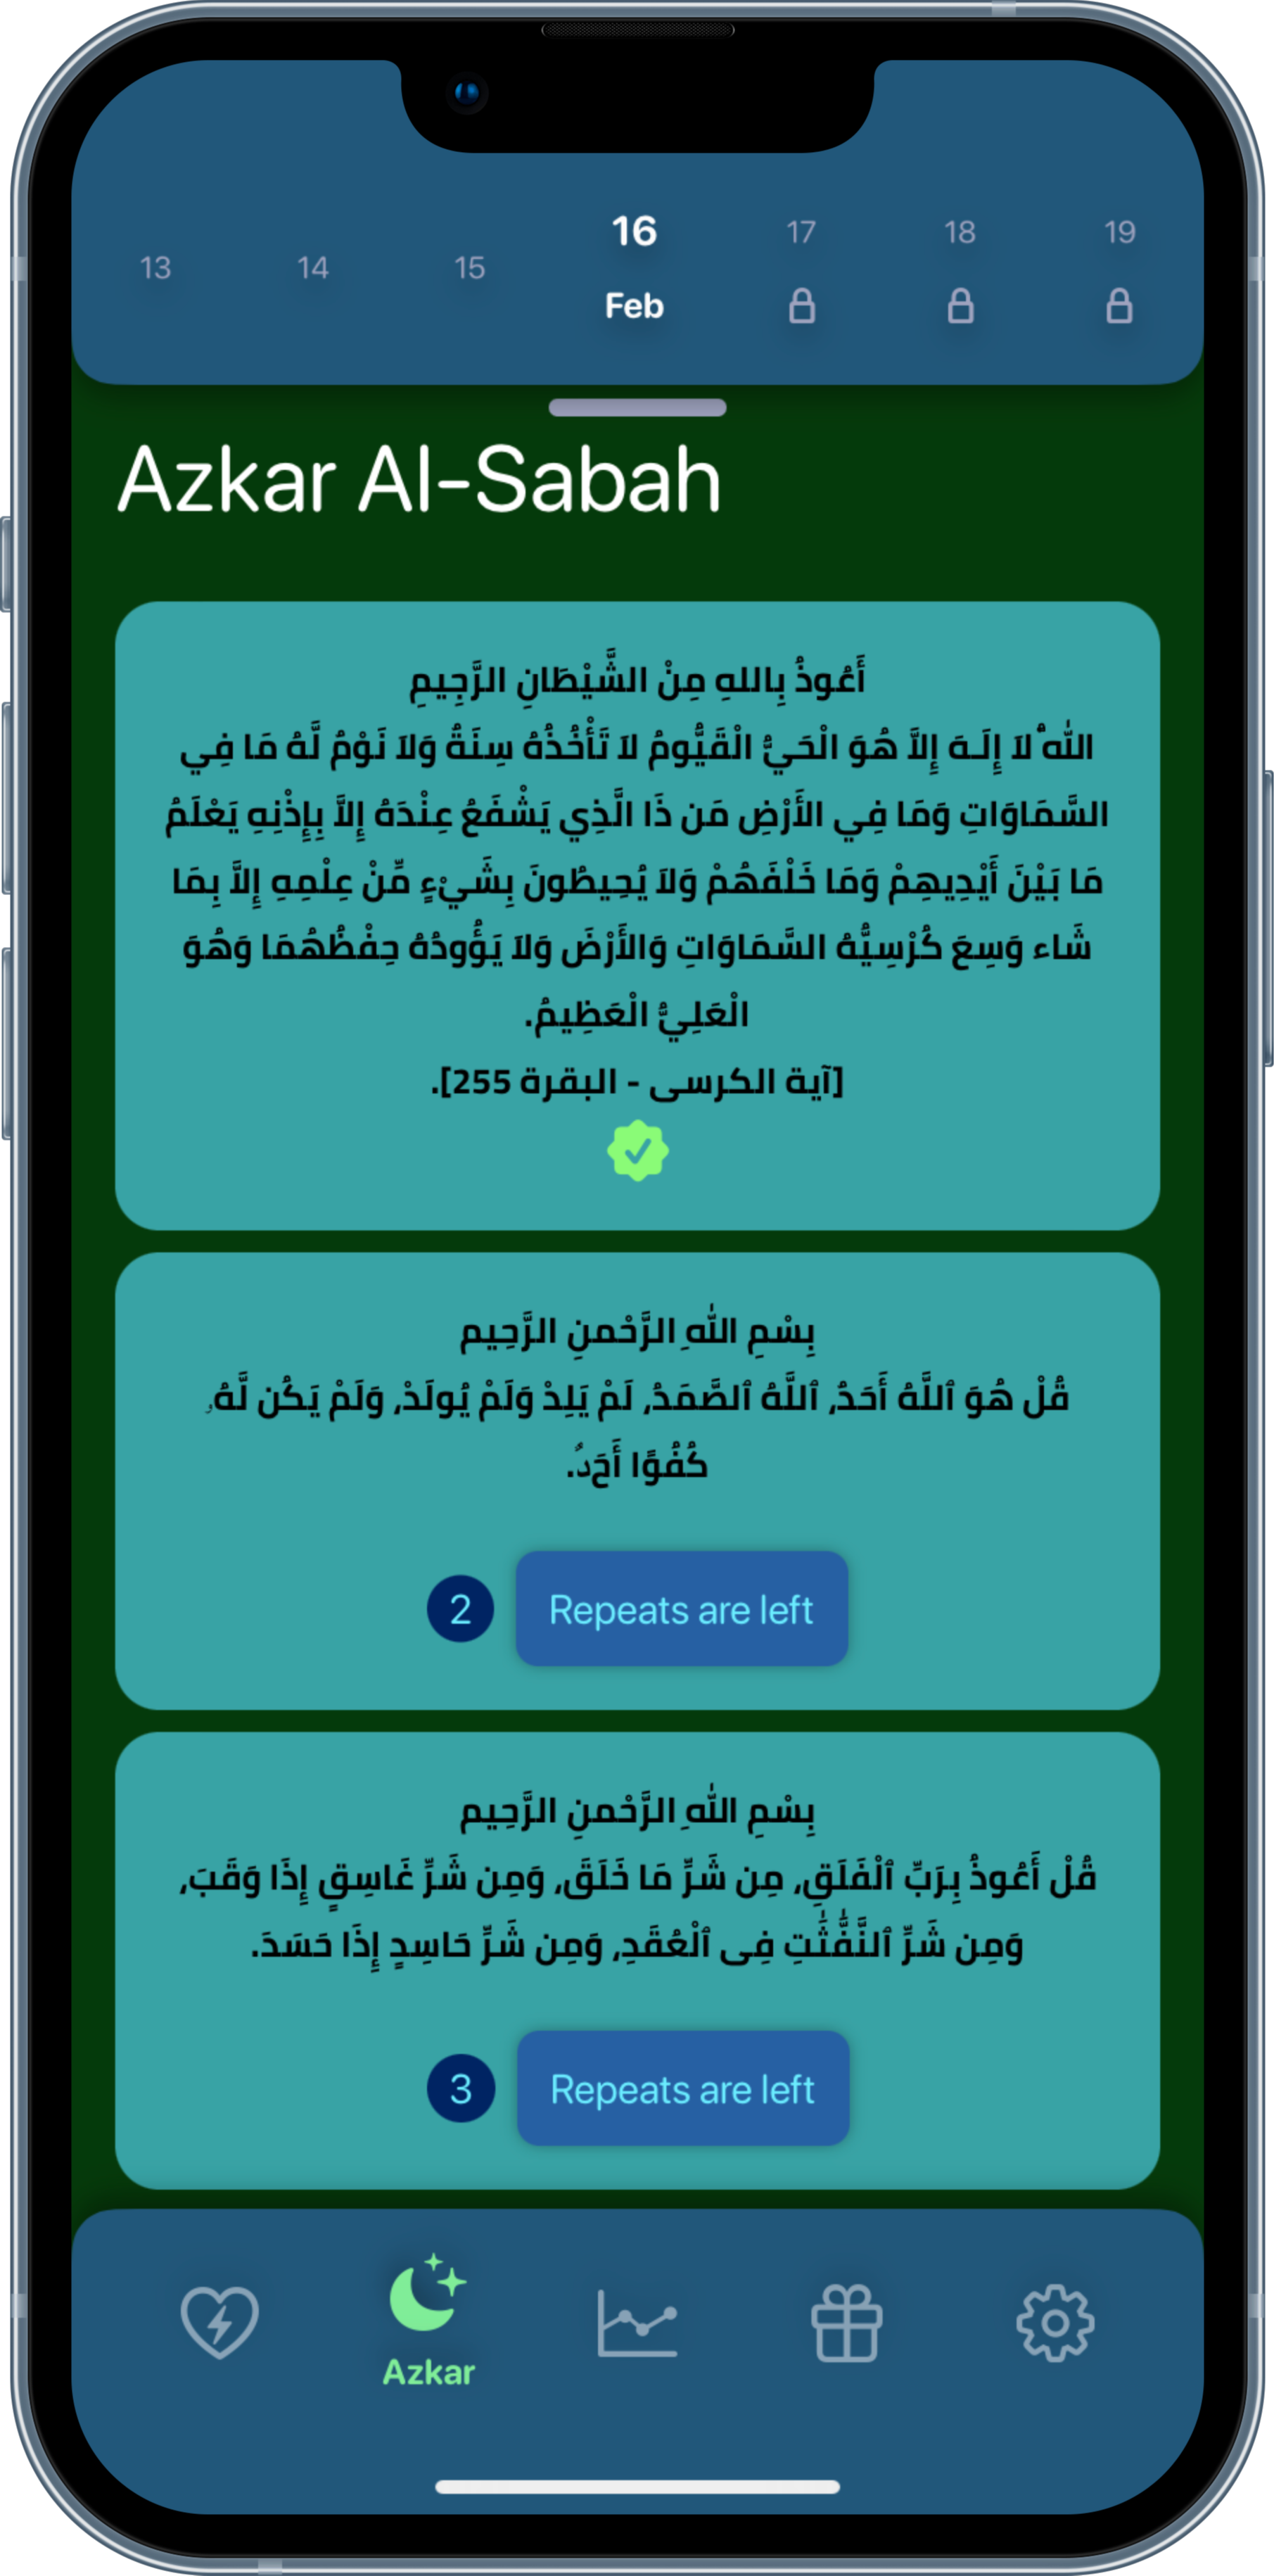 13 14 15 16 17 18 19
Feb
Azkar Al-Sabah
أَعُوذُ بِاللهِ مِنْ الشَّيْطَانِ الرَّجِيمِ
اللّهُ لاَ إِلَـهَ إِلاَّ هُوَ الْحَيُّ الْقَيُّومُ لاَ تَأْخُذُهُ سِنَةٌ وَلاَ نَوْمٌ لَّهُ مَا فِي
السَّمَاوَاتِ وَمَا فِي الأَرْضِ مَن ذَا الَّذِي يَشْفَعُ عِنْدَهُ إِلاَّ بِإِذْنِهِ يَعْلَمُ
مَا بَيْنَ أَيْدِيهِمْ وَمَا خَلْفَهُمْ وَلاَ يُحِيطُونَ بِشَيْءٍ مِّنْ عِلْمِهِ إِلاَّ بِمَا
شَاء وَسِعَ كُرْسِيُّهُ السَّمَاوَاتِ وَالأَرْضَ وَلاَ يَؤُودُهُ حِفْظُهُمَا وَهُوَ
الْعَلِيُّ الْعَظِيمُ.
[آية الكرسى - البقرة 255].
بِسْمِ اللهِ الرَّحْمنِ الرَّحِيم
قُلْ هُوَ ٱللَّهُ أَحَدٌ، ٱللَّهُ ٱلصَّمَدُ، لَمْ يَلِدْ وَلَمْ يُولَدْ، وَلَمْ يَكُن لَّهُۥ
كُفُوًا أَحَدٌۢ.
2 Repeats are left
بِسْمِ اللهِ الرَّحْمنِ الرَّحِيم
قُلْ أَعُوذُ بِرَبِّ ٱلْفَلَقِ، مِن شَرِّ مَا خَلَقَ، وَمِن شَرِّ غَاسِقٍ إِذَا وَقَبَ،
وَمِن شَرِّ ٱلنَّفَّٰثَٰتِ فِى ٱلْعُقَدِ، وَمِن شَرِّ حَاسِدٍ إِذَا حَسَدَ.
3 Repeats are left
Azkar